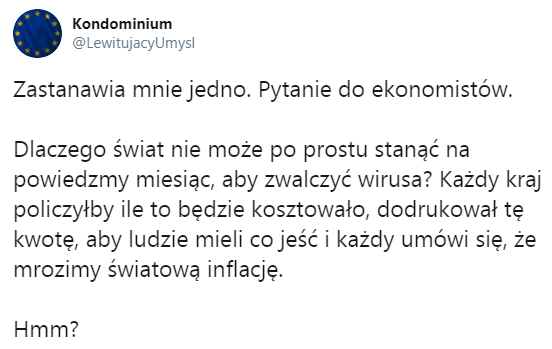 Kondominium
@LewitujacyUmysl
Zastanawia mnie jedno. Pytanie do ekonomistów.
Dlaczego świat nie może po prostu stanąć na
powiedzmy miesiąc, aby zwalczyć wirusa? Każdy kraj
policzyłby ile to będzie kosztowało, dodrukował tę
kwotę, aby ludzie mieli co jeść i każdy umówi się, że
mrozimy światową inflację.
Hmm?